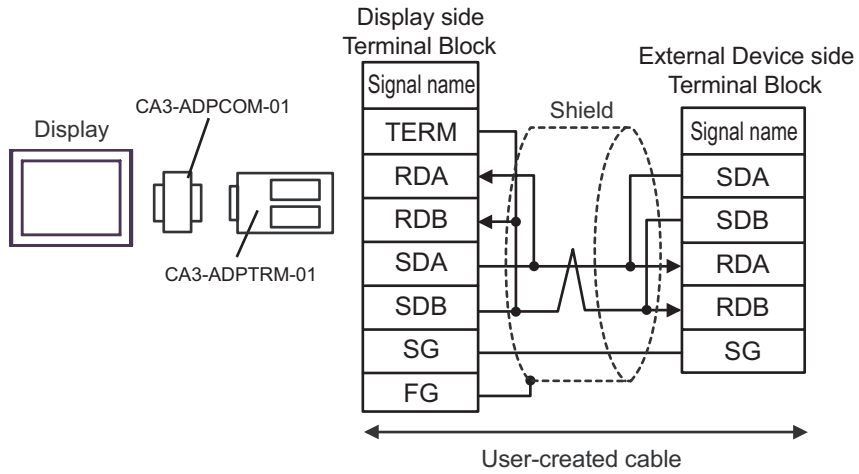 Display side
Terminal Block
External Device side
Terminal Block
CA3-ADPCOM-01
Display
CA3-ADPTRM-01
Shield
Signal name
TERM
RDA
RDB
SDA
SDB
SG
FG
Signal name
SDA
SDB
RDA
RDB
SG
User-created cable